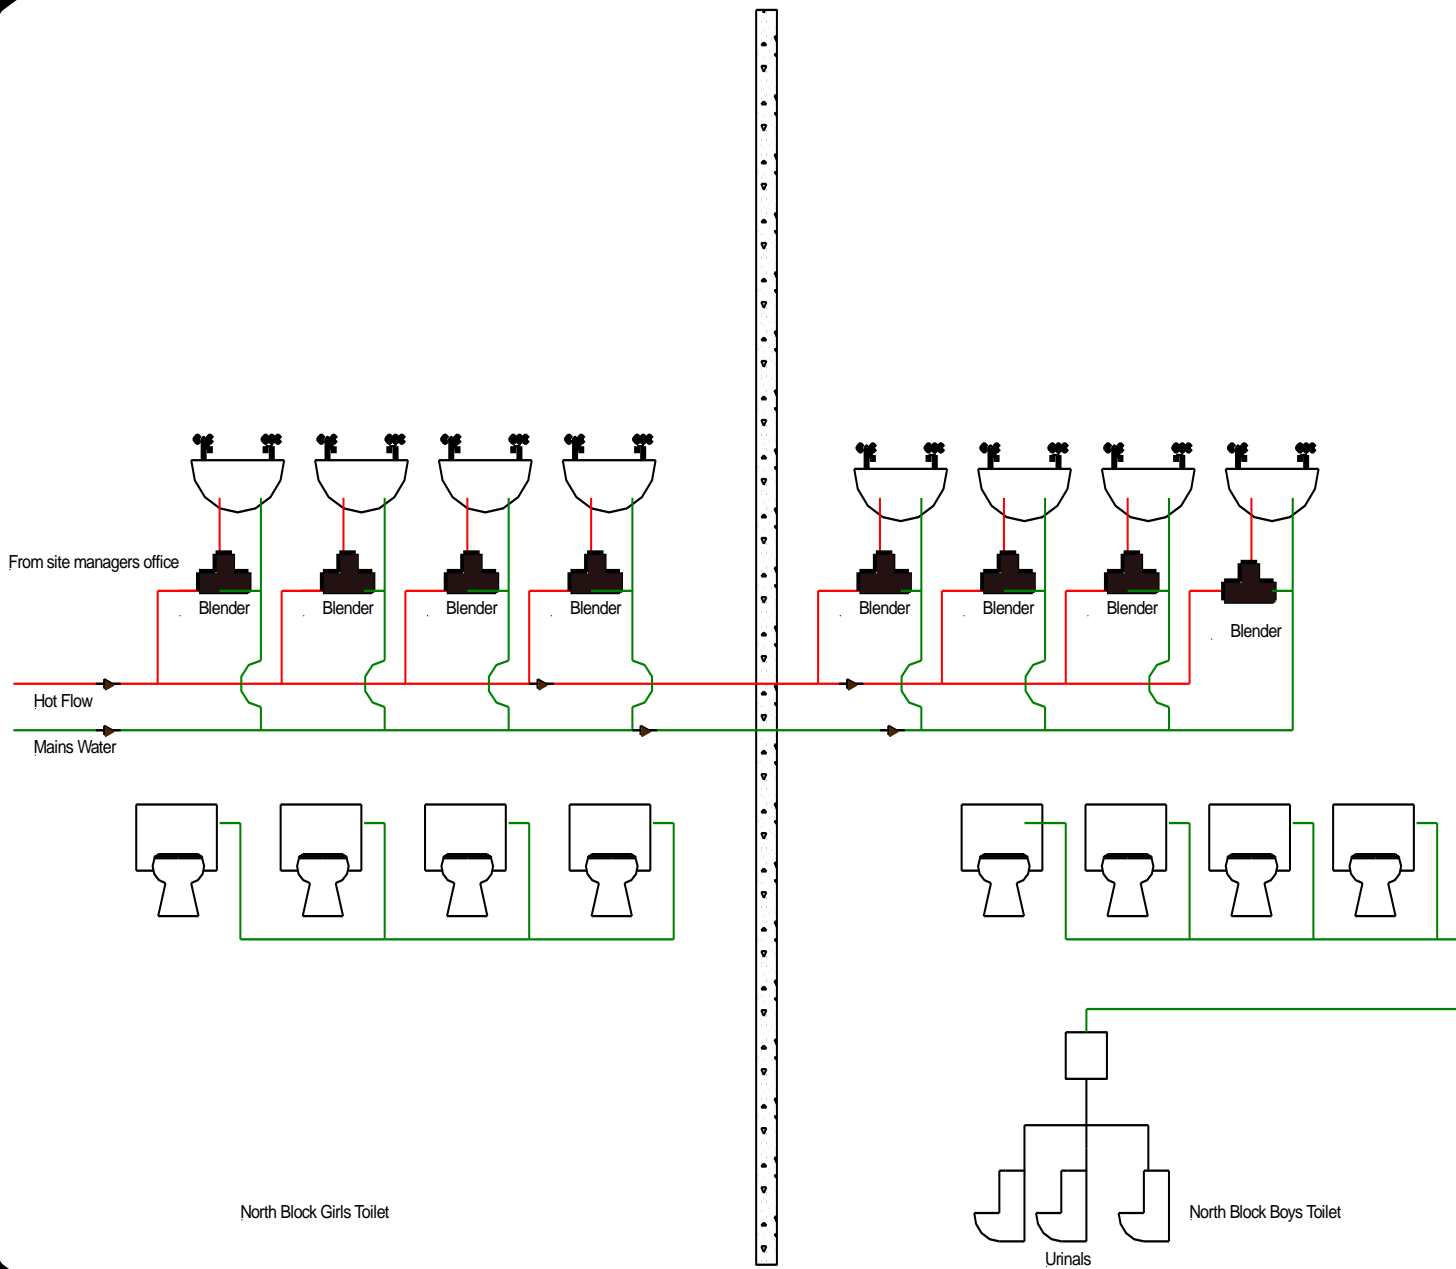 From site managers office
Blender
Blender
Blender
Blender
Blender
Blender
Blender
Blender
Hot Flow
Mains Water
North Block Girls Toilet
North Block Boys Toilet
Urinals